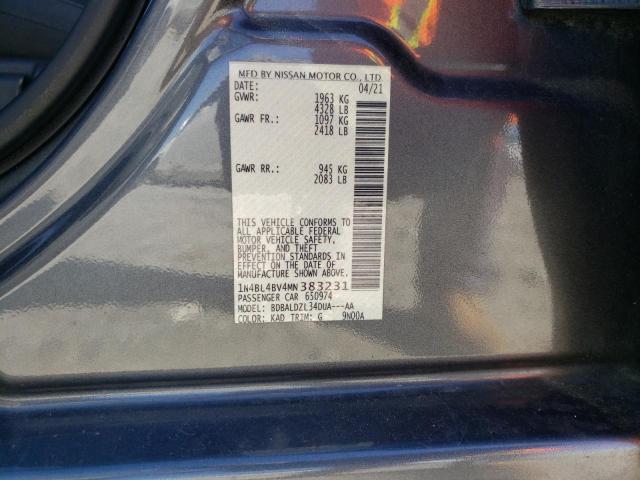 MFD BY NISSAN MOTOR CO., LTD.
DATE: 04/21
GVWR: 1963 KG
4328 LB
GAWR FR.: 1097 KG
2418 LB
GAWR RR.: 945 KG
2083 LB
THIS VEHICLE CONFORMS TO
ALL APPLICABLE FEDERAL
MOTOR VEHICLE SAFETY,
BUMPER, AND THEFT
PREVENTION STANDARDS IN
EFFECT ON THE DATE OF
MANUFACTURE SHOWN ABOVE.
1N4BL4BV4MN383231
PASSENGER CAR 650974
MODEL: BDBALDZL34DUA---AA
COLOR: KAD TRIM: G 9N00A